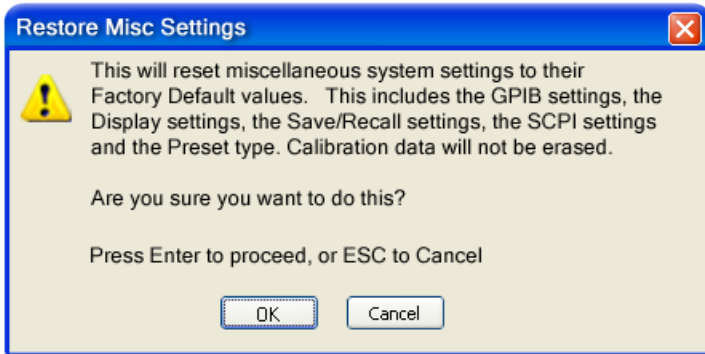 Restore Misc Settings
This will reset miscellaneous system settings to their
Factory Default values.   This includes the GPIB settings, the
Display settings, the Save/Recall settings, the SCPI settings
and the Preset type. Calibration data will not be erased.
Are you sure you want to do this?
Press Enter to proceed, or ESC to Cancel
OK
Cancel